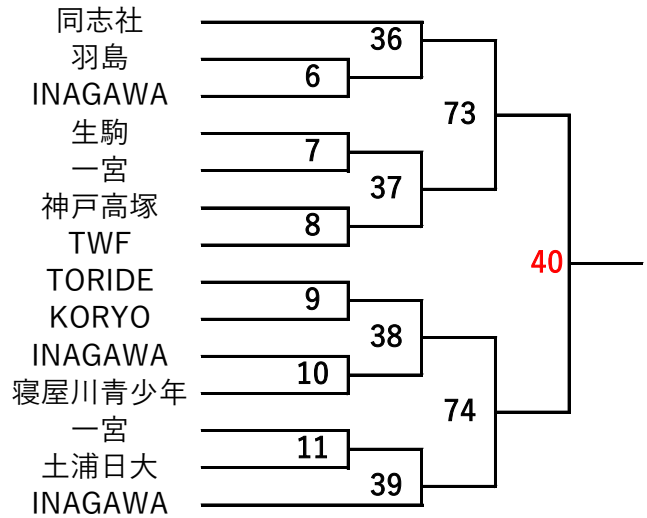 同志社
36
羽島
6
INAGAWA
73
生駒
7
一宮
37
神戸高塚
8
TWF
40
TORIDE
9
KORYO
38
INAGAWA
10
寝屋川青少年
74
一宮
11
土浦日大
39
INAGAWA